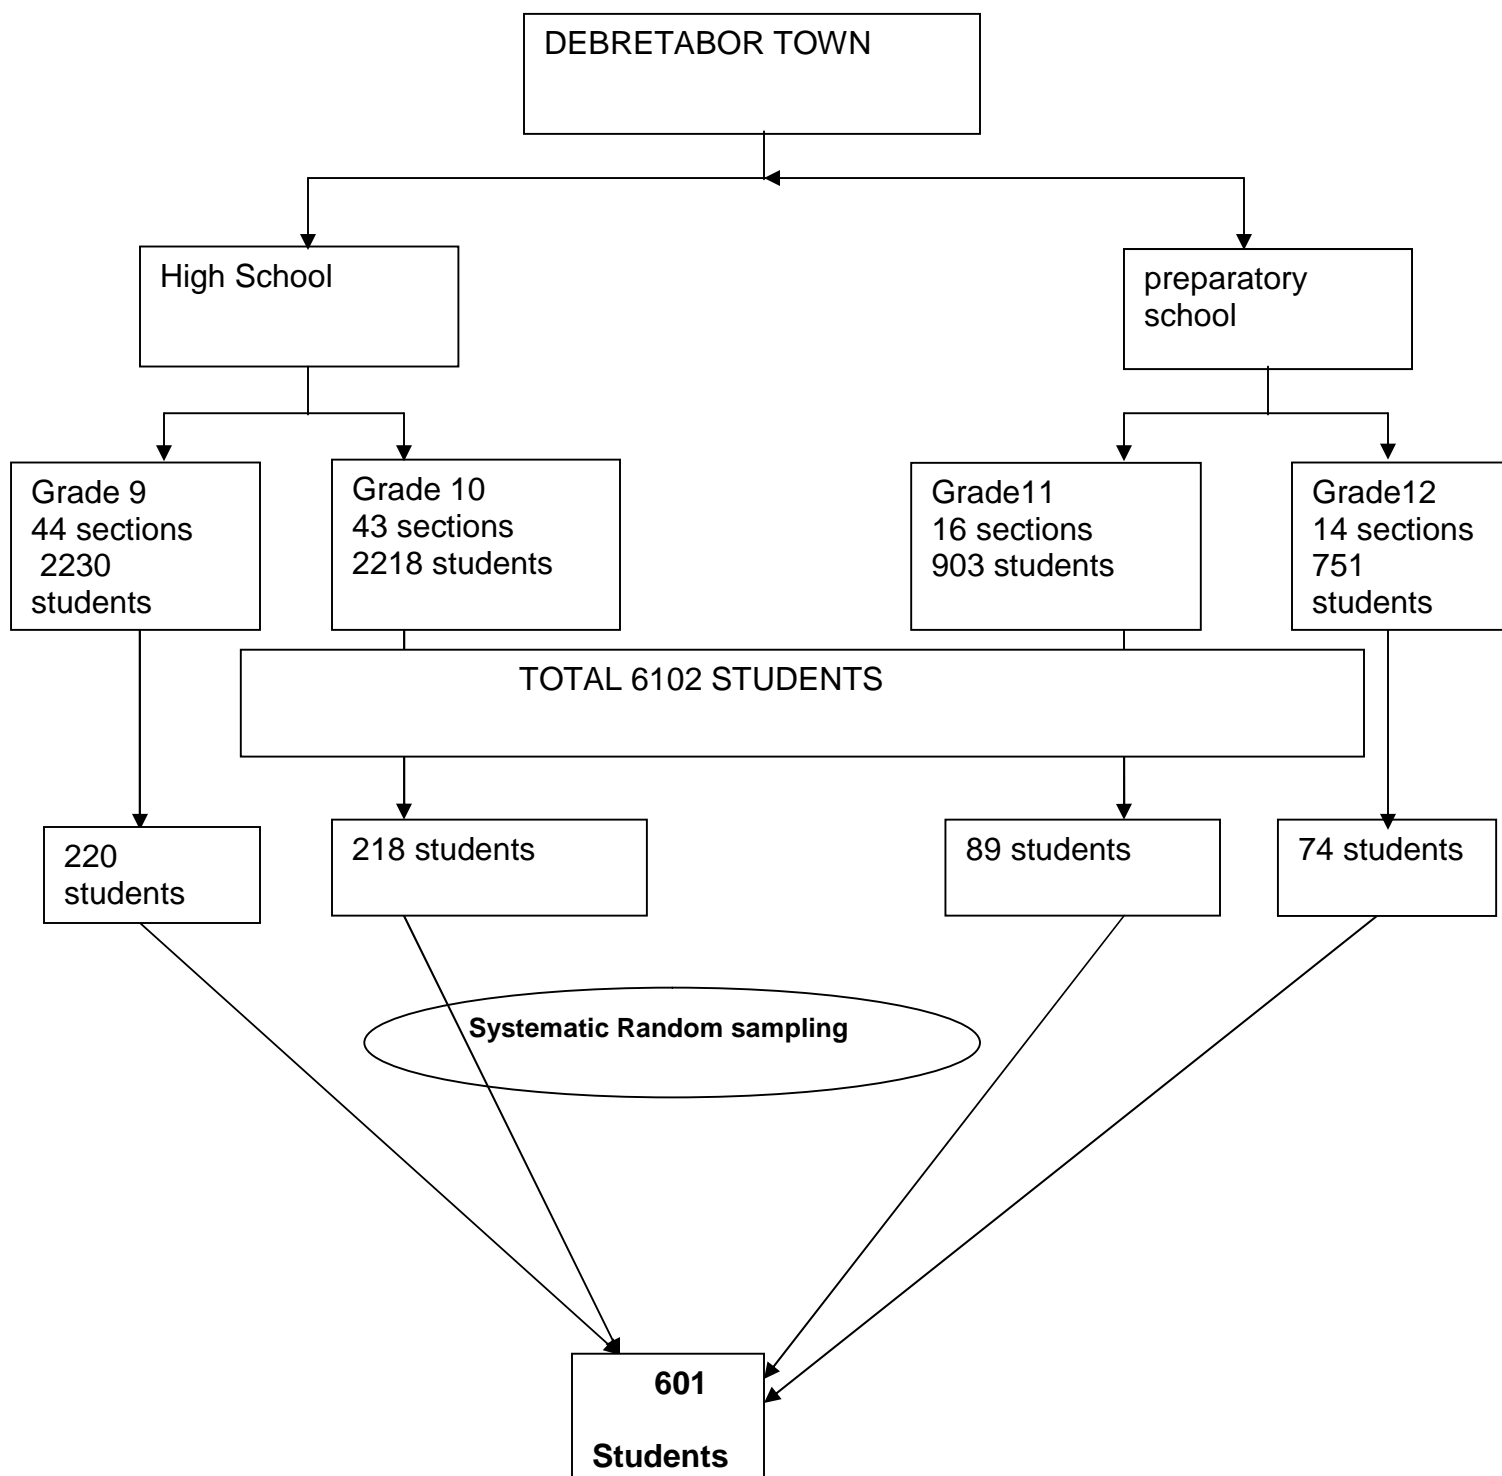 DEBRETABOR TOWN
High School
preparatory
school
Grade 9
44 sections
2230
students
Grade 10
43 sections
2218 students
Grade11
16 sections
903 students
Grade12
14 sections
751
students
TOTAL 6102 STUDENTS
220
students
218 students
89 students
74 students
Systematic Random sampling
601
Students